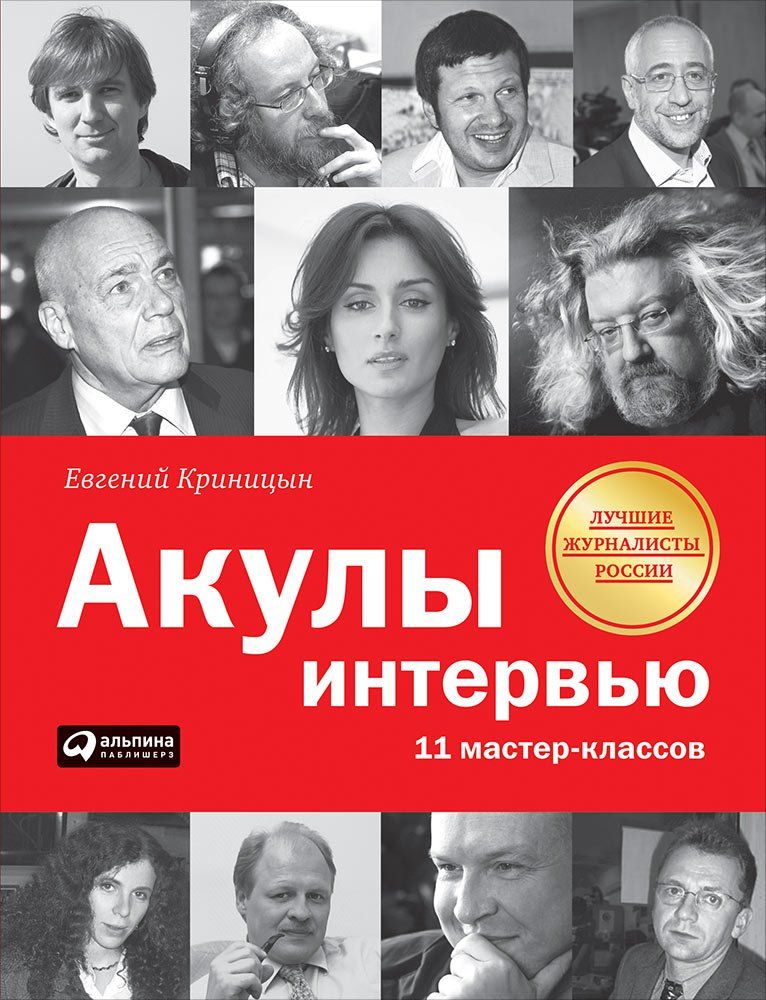 Евгений Криницын
ЛУЧШИЕ
ЖУРНАЛИСТЫ
РОССИИ
Акулы
интервью
11 мастер-классов
альпина
ПАБЛИШЕРЗ